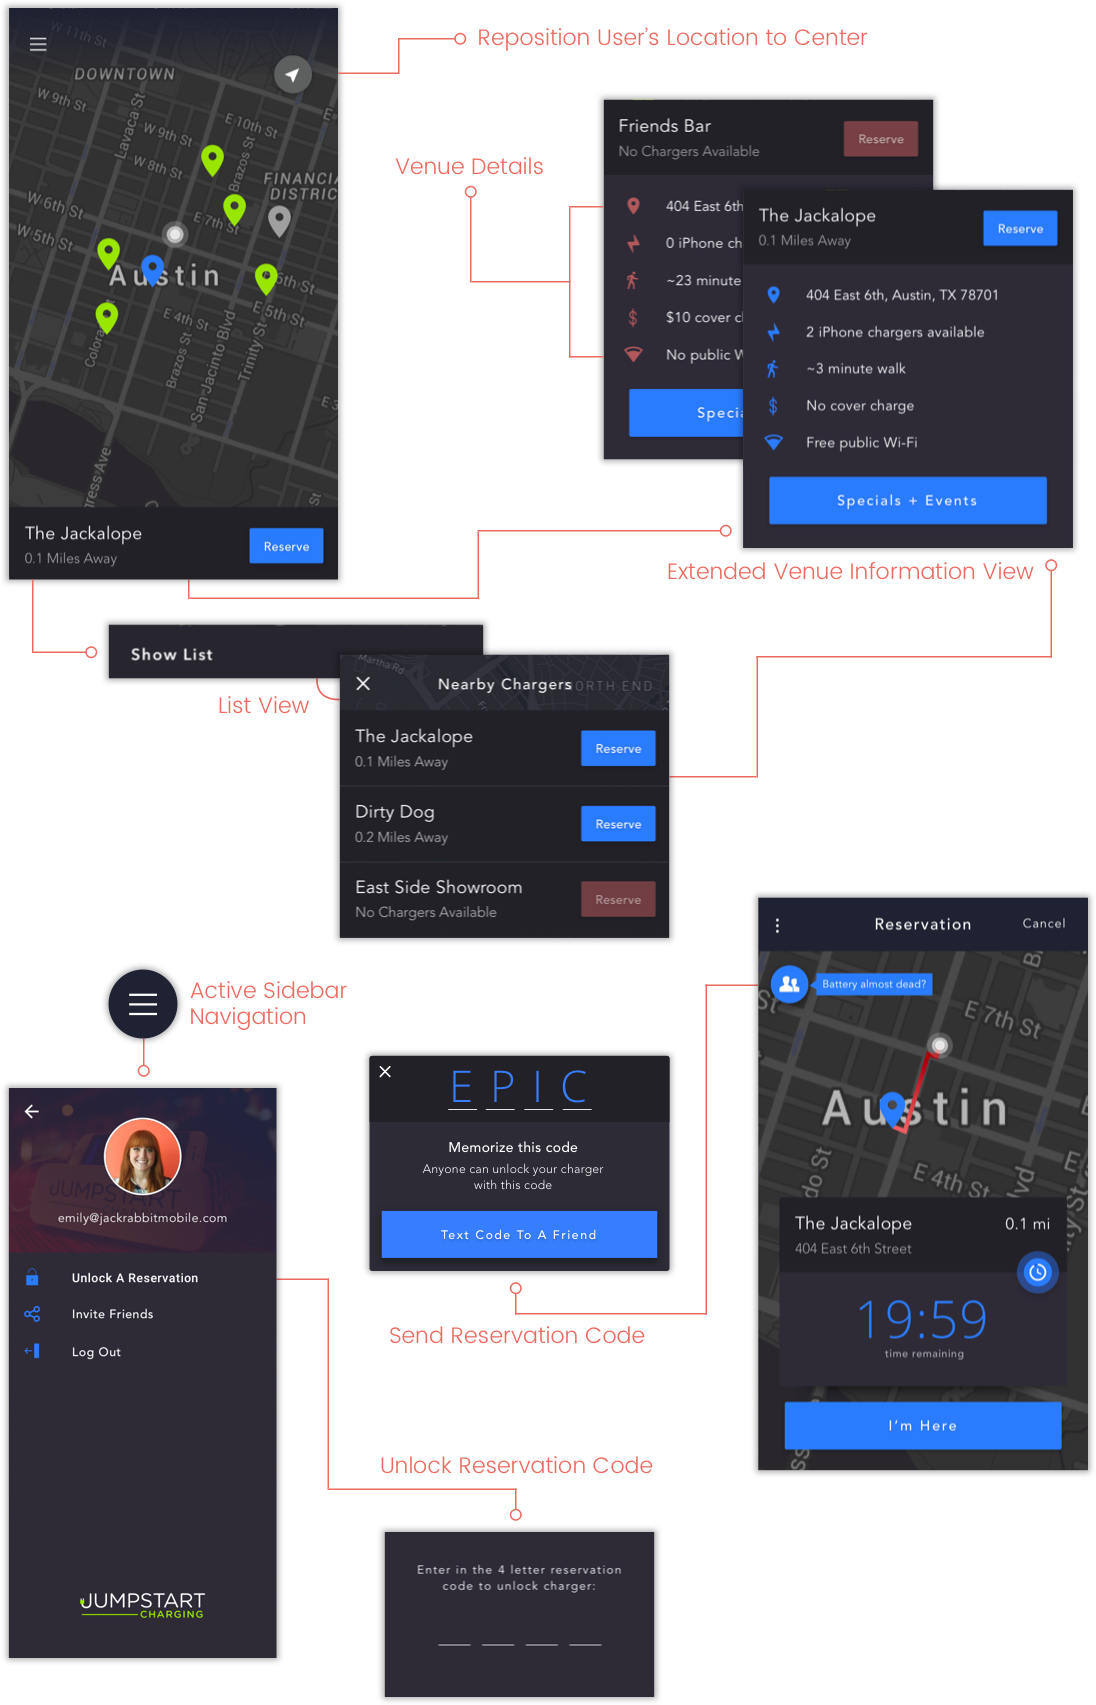 Reposition User's Location to Center
W 11th St
DOWNTOWN
W 9th St
Lavaca St
W 9th St
E 10th St
W 8th St
Brazos St
FINANCIA
DISTRIC
W 6th St
E 7th St
W 5th St
Austin
6th St
E 5th St
E 4th St
Colora
Brazos St
San Jacinto Blvd
Trinity St
E 3
St
gress Ave
The Jackalope
0.1 Miles Away
Reserve
Venue Details
Friends Bar
No Chargers Available
Reserve
404 East 6th
0 iPhone ch
~23 minute
$10 cover c
No public W
Specia
The Jackalope
0.1 Miles Away
Reserve
404 East 6th, Austin, TX 78701
2 iPhone chargers available
~3 minute walk
No cover charge
Free public Wi-Fi
Specials + Events
Extended Venue Information View
Show List
List View
Martha Rd
Nearby Chargers
ORTH END
The Jackalope
0.1 Miles Away
Reserve
Dirty Dog
0.2 Miles Away
Reserve
East Side Showroom
No Chargers Available
Reserve
Active Sidebar
Navigation
JUMPSTART
emily@jackrabbitmobile.com
Unlock A Reservation
Invite Friends
Log Out
JUMPSTART
CHARGING
EPIC
Memorize this code
Anyone can unlock your charger
with this code
Text Code To A Friend
Send Reservation Code
Unlock Reservation Code
Enter in the 4 letter reservation
code to unlock charger:
Reservation
Cancel
Battery almost dead?
E 7th St
Austin
E 4th St
The Jackalope
0.1 mi
404 East 6th Street
19:59
time remaining
I'm Here